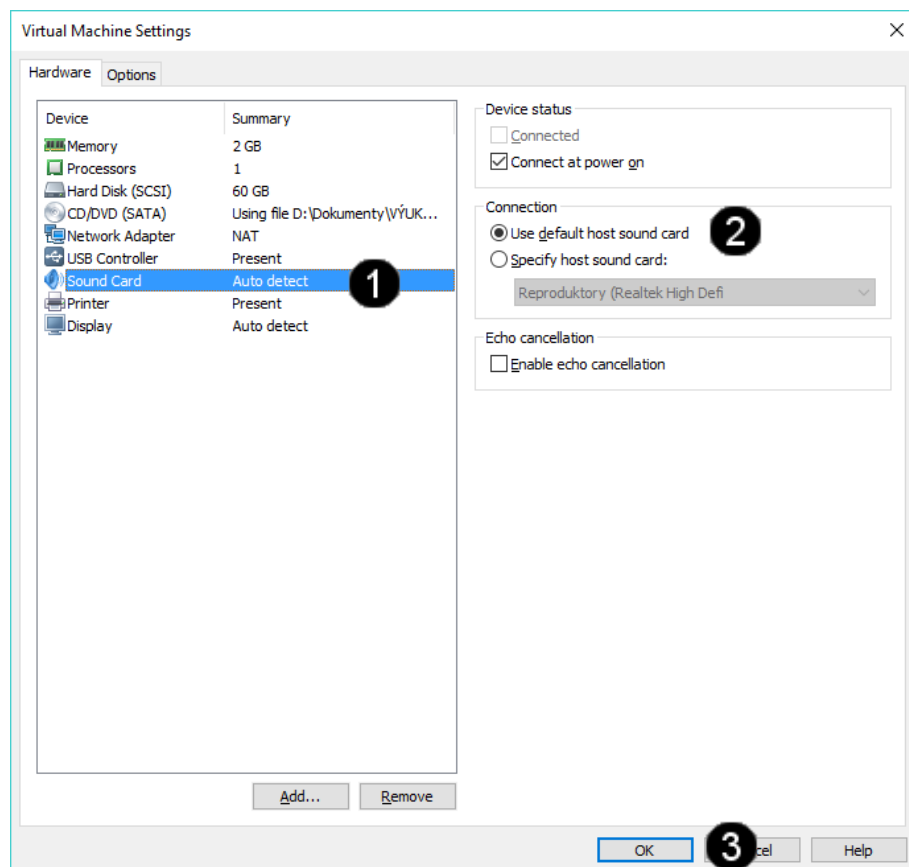 Virtual Machine Settings
Hardware Options
Device Summary
Memory 2 GB
Processors 1
Hard Disk (SCSI) 60 GB
CD/DVD (SATA) Using file D:\Dokumenty\VÝUK...
Network Adapter NAT
USB Controller Present
Sound Card Auto detect 1
Printer Present
Display Auto detect
Add... Remove
Device status
Connected
Connect at power on
Connection
Use default host sound card 2
Specify host sound card:
Reproduktory (Realtek High Defi
Echo cancellation
Enable echo cancellation
OK 3 cel Help